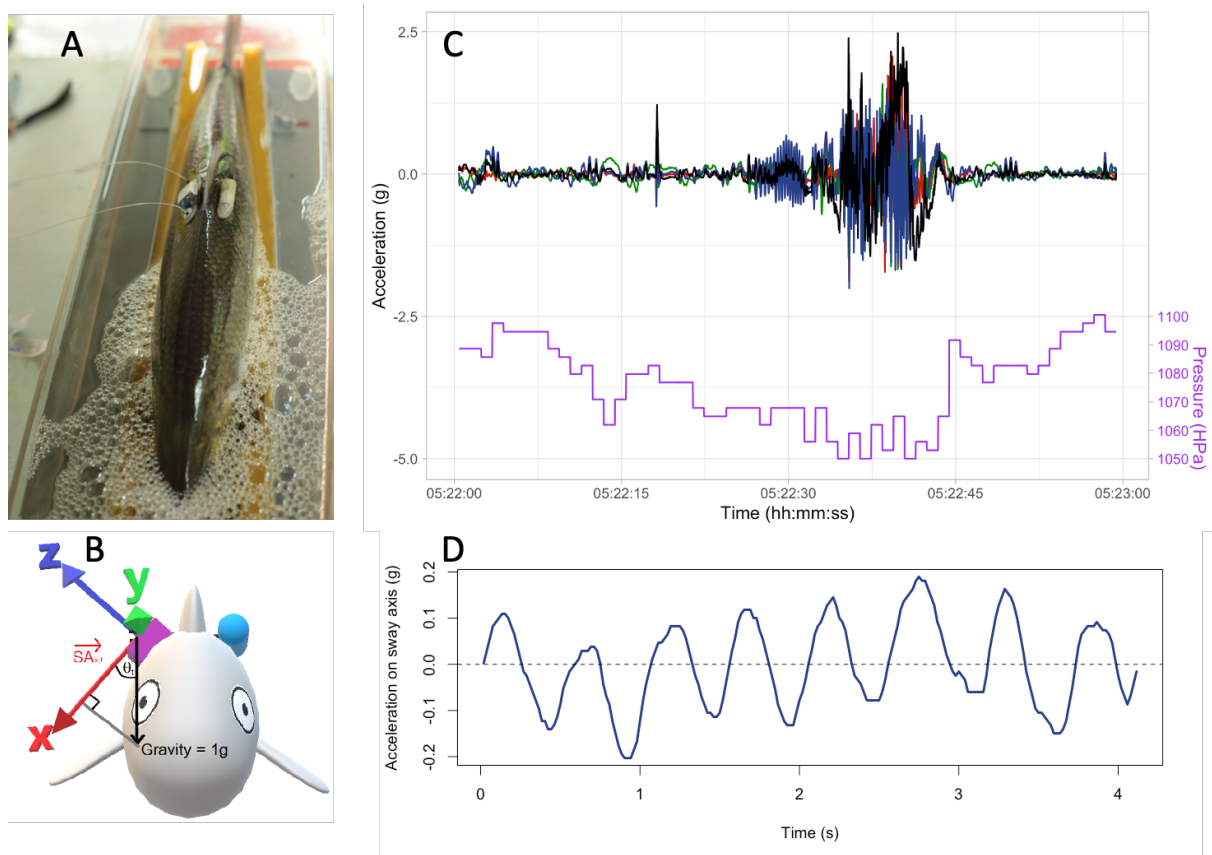 A
C
2.5
0.0
-2.5
-5.0
Acceleration (g)
1100
1090
1080
1070
1060
1050
Pressure (HPa)
05:22:00 05:22:15 05:22:30 05:22:45 05:23:00
Time (hh:mm:ss)
B
z
y
θ
x
Gravity = 1g
D
0.2
0.1
0.0
-0.1
-0.2
Acceleration on sway axis (g)
0 1 2 3 4
Time (s)